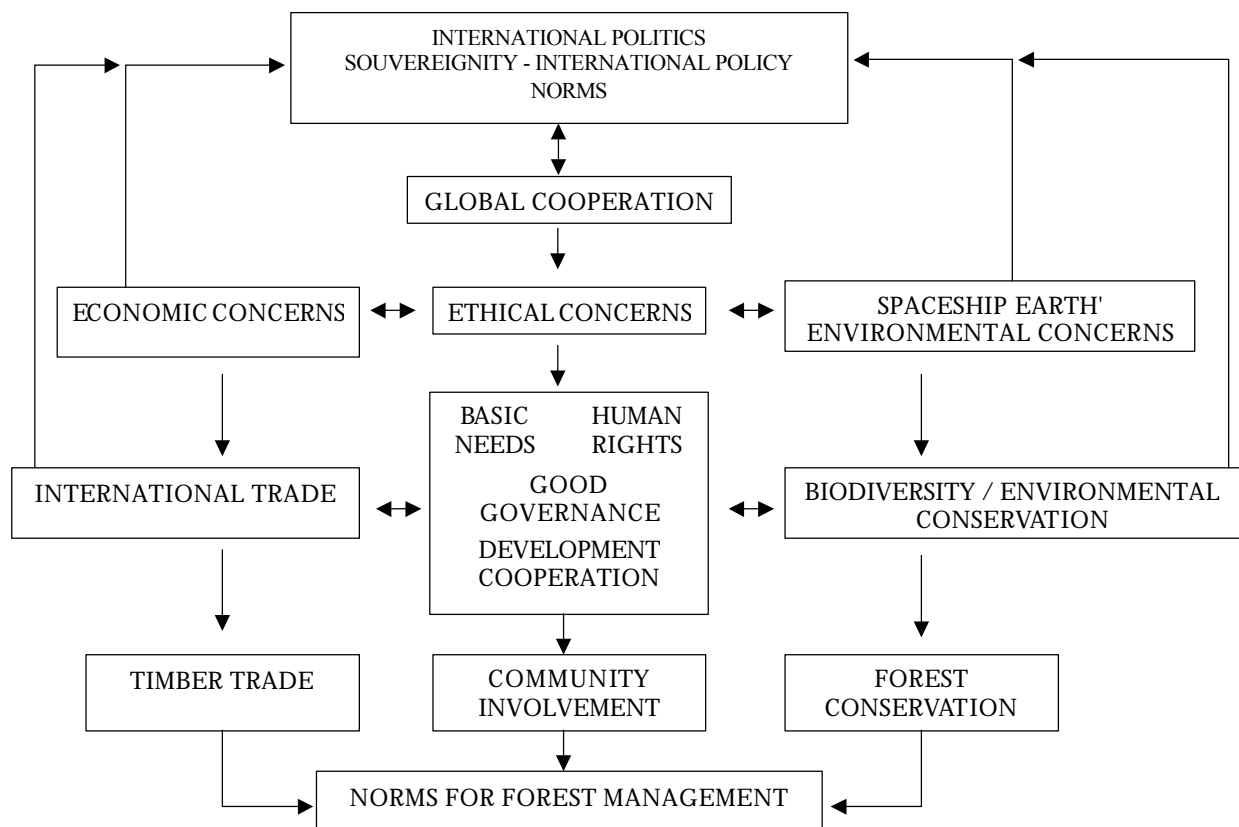 INTERNATIONAL POLITICS
SOUVEREIGNITY - INTERNATIONAL POLICY
NORMS
GLOBAL COOPERATION
ECONOMIC CONCERNS
ETHICAL CONCERNS
SPACESHIP EARTH'
ENVIRONMENTAL CONCERNS
BASIC
NEEDS
HUMAN
RIGHTS
GOOD
GOVERNANCE
DEVELOPMENT
COOPERATION
INTERNATIONAL TRADE
BIODIVERSITY / ENVIRONMENTAL
CONSERVATION
TIMBER TRADE
COMMUNITY
INVOLVEMENT
FOREST
CONSERVATION
NORMS FOR FOREST MANAGEMENT